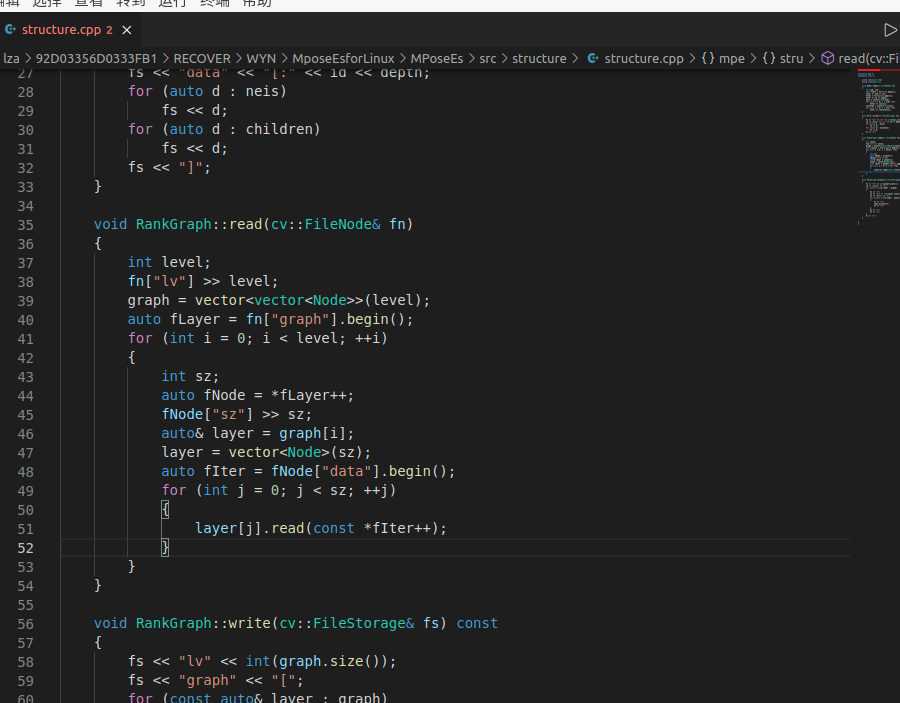 编辑 选择 查看 转到 运行 终端 帮助
structure.cpp 2 ×
lza > 92D03356D0333FB1 > RECOVER > WYN > MposeEsforLinux > MPoseEs > src > structure > structure.cpp > {} mpe > {} stru > read(cv::Fi
27 fs << "data" << "[:" << id << depth;
28 for (auto d : neis)
29 fs << d;
30 for (auto d : children)
31 fs << d;
32 fs << "]";
33 }
34
35 void RankGraph::read(cv::FileNode& fn)
36 {
37 int level;
38 fn["lv"] >> level;
39 graph = vector<vector<Node>>(level);
40 auto fLayer = fn["graph"].begin();
41 for (int i = 0; i < level; ++i)
42 {
43 int sz;
44 auto fNode = *fLayer++;
45 fNode["sz"] >> sz;
46 auto& layer = graph[i];
47 layer = vector<Node>(sz);
48 auto fIter = fNode["data"].begin();
49 for (int j = 0; j < sz; ++j)
50 {
51 layer[j].read(const *fIter++);
52 }
53 }
54 }
55
56 void RankGraph::write(cv::FileStorage& fs) const
57 {
58 fs << "lv" << int(graph.size());
59 fs << "graph" << "[";
60 for (const auto& layer : graph)